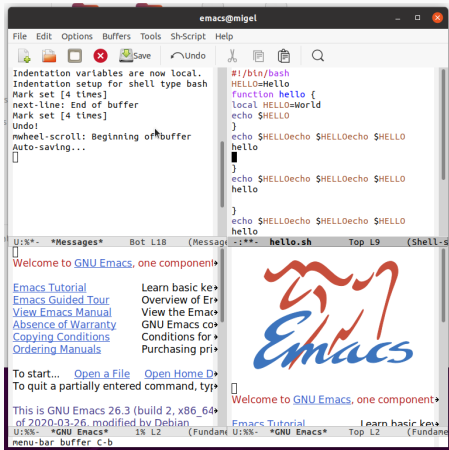 emacs@migel
File Edit Options Buffers Tools Sh-Script Help
Save Undo
Indentation variables are now local.
Indentation setup for shell type bash
Mark set [4 times]
next-line: End of buffer
Mark set [4 times]
Undo!
mwheel-scroll: Beginning of buffer
Auto-saving...
U:%*- *Messages* Bot L18 (Message
#!/bin/bash
HELLO=Hello
function hello {
local HELLO=World
echo $HELLO
}
echo $HELLOecho $HELLOecho $HELLO
hello
}
echo $HELLOecho $HELLOecho $HELLO
hello
}
echo $HELLOecho $HELLOecho $HELLO
hello
-:**- hello.sh Top L9 (Shell-s
Welcome to GNU Emacs, one component
Emacs Tutorial Learn basic ke
Emacs Guided Tour Overview of Er
View Emacs Manual View the Emac
Absence of Warranty GNU Emacs co
Copying Conditions Conditions for
Ordering Manuals Purchasing pri
To start... Open a File Open Home D
To quit a partially entered command, typ
This is GNU Emacs 26.3 (build 2, x86_64
of 2020-03-26, modified by Debian
U:%%- *GNU Emacs* 1% L2 (Fundame
Emacs
Welcome to GNU Emacs, one component
Emacs Tutorial Learn basic key
U:%%- *GNU Emacs* Top L2 (Fundame
menu-bar buffer C-b